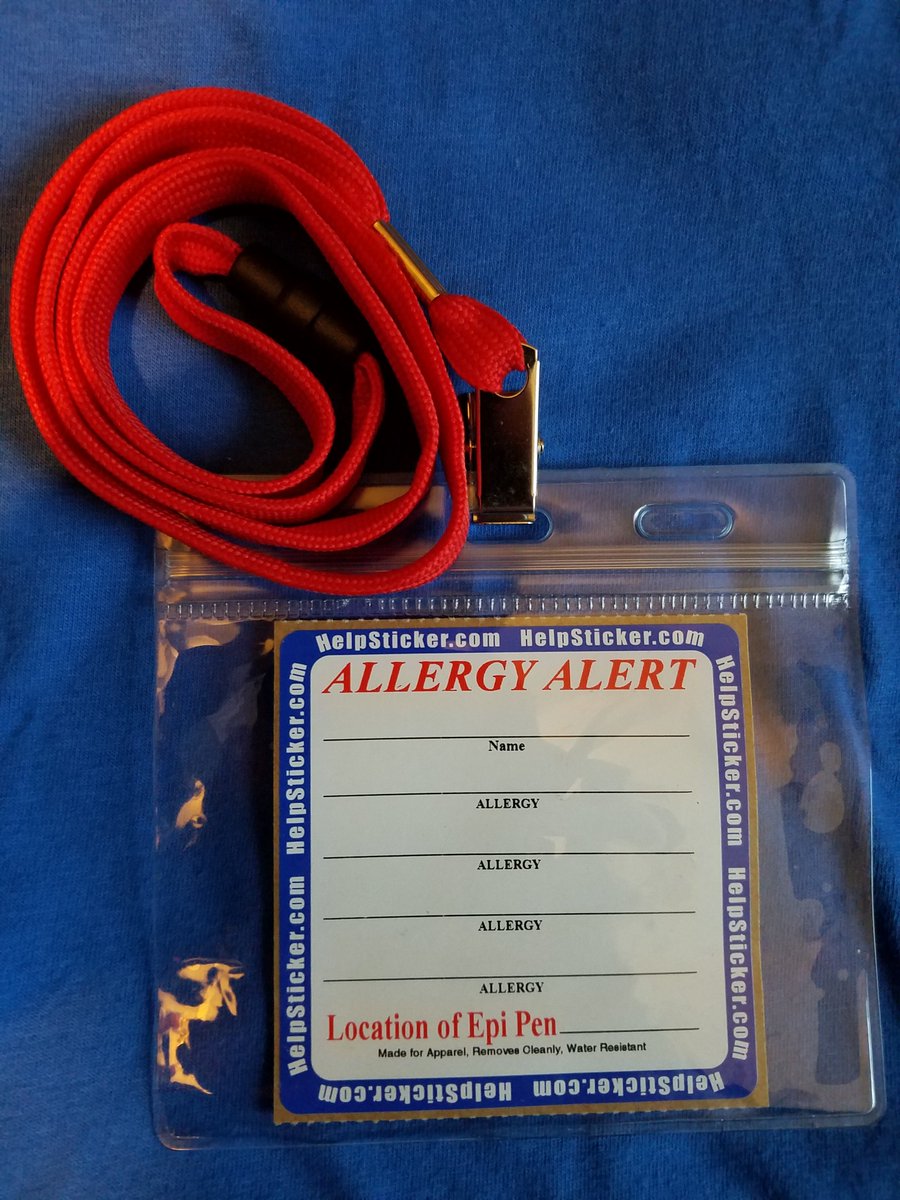 HelpSticker.com HelpSticker.com
ALLERGY ALERT
Name
ALLERGY
ALLERGY
ALLERGY
ALLERGY
Location of Epi Pen
Made for Apparel, Removes Cleanly, Water Resistant
HelpSticker.com HelpSticker.com
HelpSticker.com HelpSticker.com
HelpSticker.com HelpSticker.com